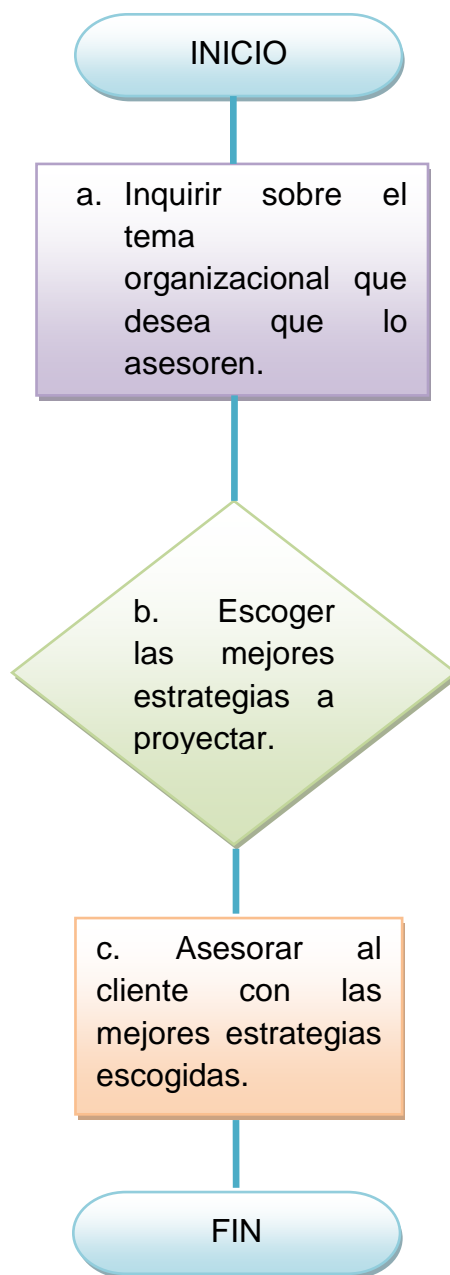 INICIO
a. Inquirir sobre el
tema
organizacional que
desea que lo
asesoren.
b. Escoger
las mejores
estrategias a
proyectar.
c. Asesorar al
cliente con las
mejores estrategias
escogidas.
FIN